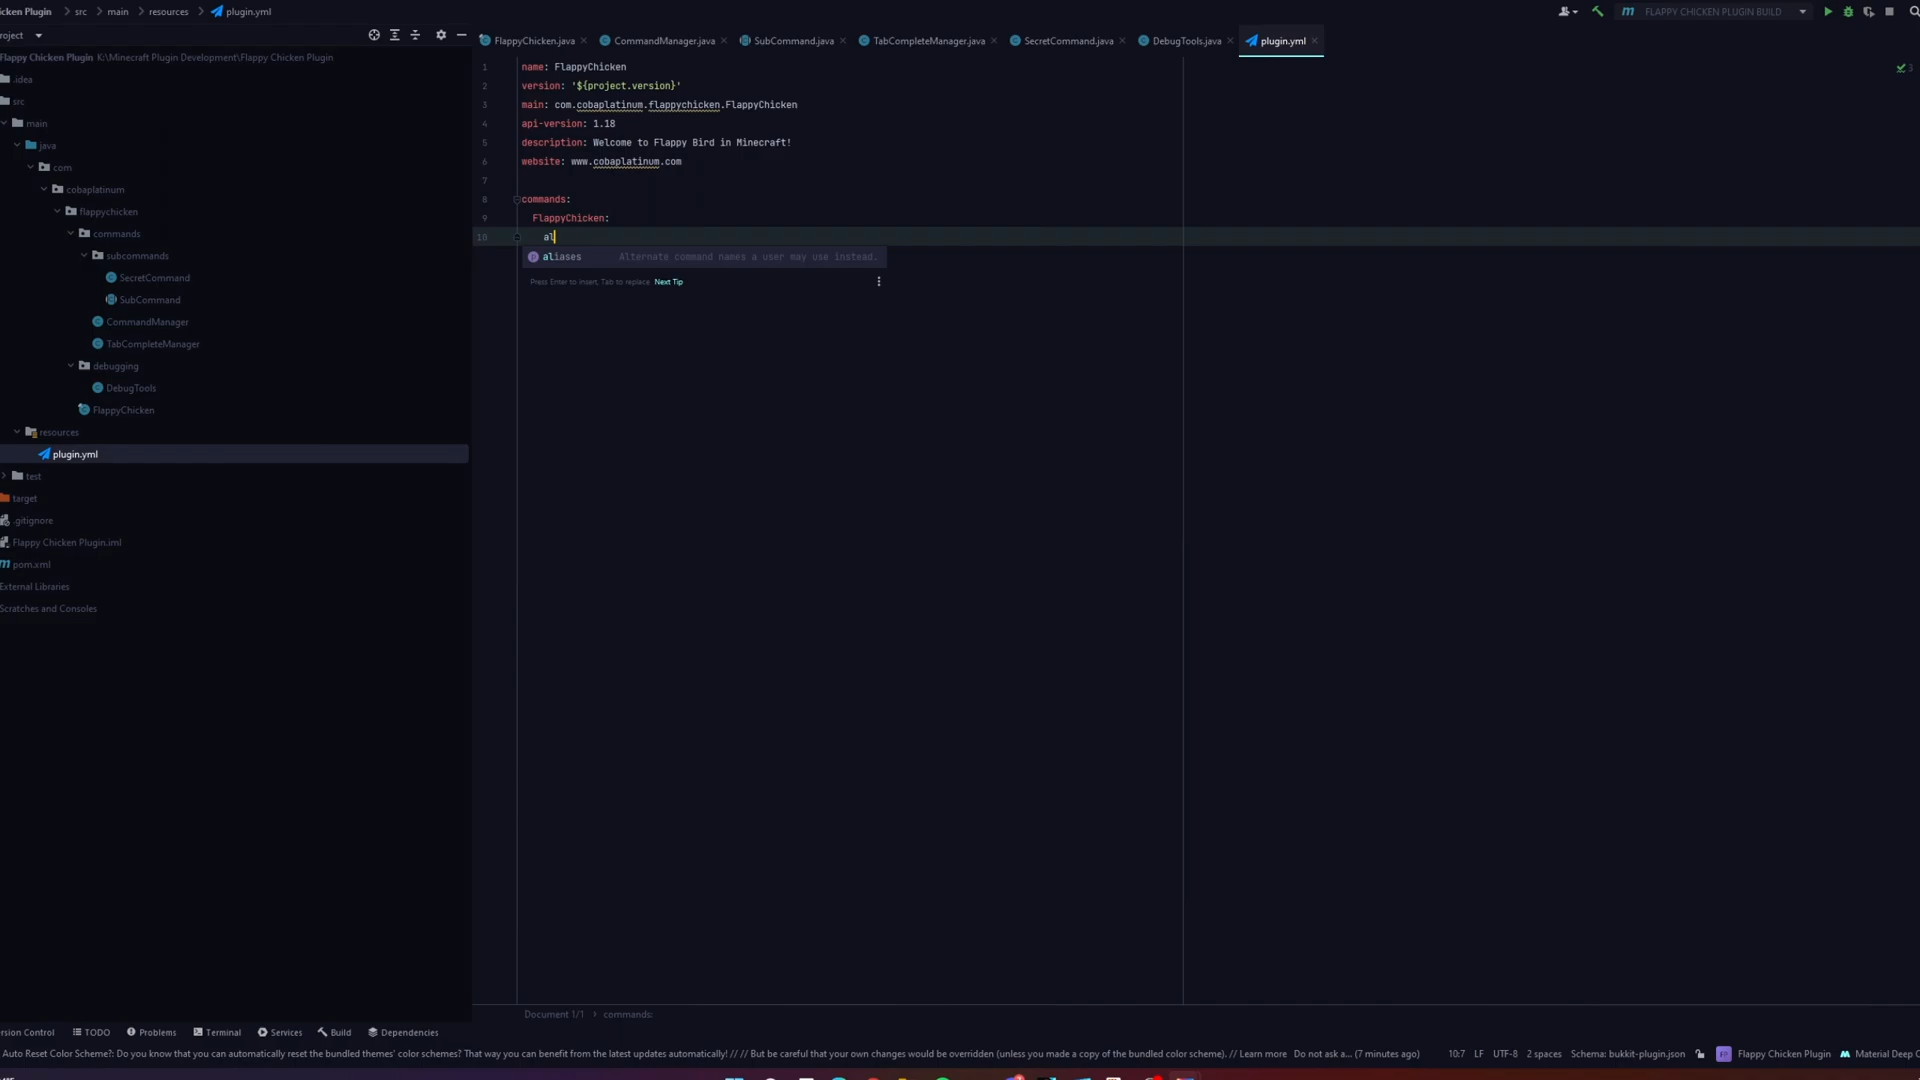 icken Plugin > src > main > resources > plugin.yml
FLAPPY CHICKEN PLUGIN BUILD
roject
FlappyChicken.java
CommandManager.java
SubCommand.java
TabCompleteManager.java
SecretCommand.java
DebugTools.java
plugin.yml
Flappy Chicken Plugin K:\Minecraft Plugin Development\Flappy Chicken Plugin
.idea
src
main
java
com
cobaplatinum
flappychicken
commands
subcommands
SecretCommand
SubCommand
CommandManager
TabCompleteManager
debugging
DebugTools
FlappyChicken
resources
plugin.yml
test
target
.gitignore
Flappy Chicken Plugin.iml
pom.xml
External Libraries
Scratches and Consoles
3
1 name: FlappyChicken
2 version: '${project.version}'
3 main: com.cobaplatinum.flappychicken.FlappyChicken
4 api-version: 1.18
5 description: Welcome to Flappy Bird in Minecraft!
6 website: www.cobaplatinum.com
7
8 commands:
9 FlappyChicken:
10 al
aliases Alternate command names a user may use instead.
Press Enter to insert, Tab to replace Next Tip
Document 1/1 > commands:
ersion Control TODO Problems Terminal Services Build Dependencies
Auto Reset Color Scheme?: Do you know that you can automatically reset the bundled themes' color schemes? That way you can benefit from the latest updates automatically! // // But be careful that your own changes would be overridden (unless you made a copy of the bundled color scheme). // Learn more Do not ask a... (7 minutes ago)
10:7 LF UTF-8 2 spaces Schema: bukkit-plugin.json FP Flappy Chicken Plugin Material Deep O